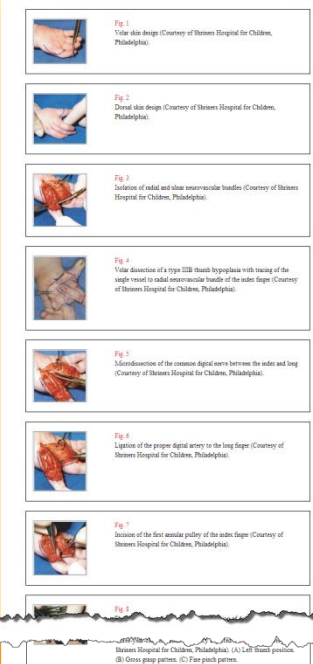 Fig. 1
Volar skin design (Courtesy of Shriners Hospital for Children,
Philadelphia).
Fig. 2
Dorsal skin design (Courtesy of Shriners Hospital for Children,
Philadelphia).
Fig. 3
Isolation of radial and ulnar neurovascular bundles (Courtesy of Shriners
Hospital for Children, Philadelphia).
Fig. 4
Volar dissection of a type IIIB thumb hypoplasia with tracing of the
single vessel to radial neurovascular bundle of the index finger (Courtesy
of Shriners Hospital for Children, Philadelphia).
Fig. 5
Microdissection of the common digital nerve between the index and long
(Courtesy of Shriners Hospital for Children, Philadelphia).
Fig. 6
Ligation of the proper digital artery to the long finger (Courtesy of
Shriners Hospital for Children, Philadelphia).
Fig. 7
Incision of the first annular pulley of the index finger (Courtesy of
Shriners Hospital for Children, Philadelphia).
Fig. 8
Shriners Hospital for Children, Philadelphia). (A) Left thumb position.
(B) Gross grasp pattern. (C) Fine pinch pattern.